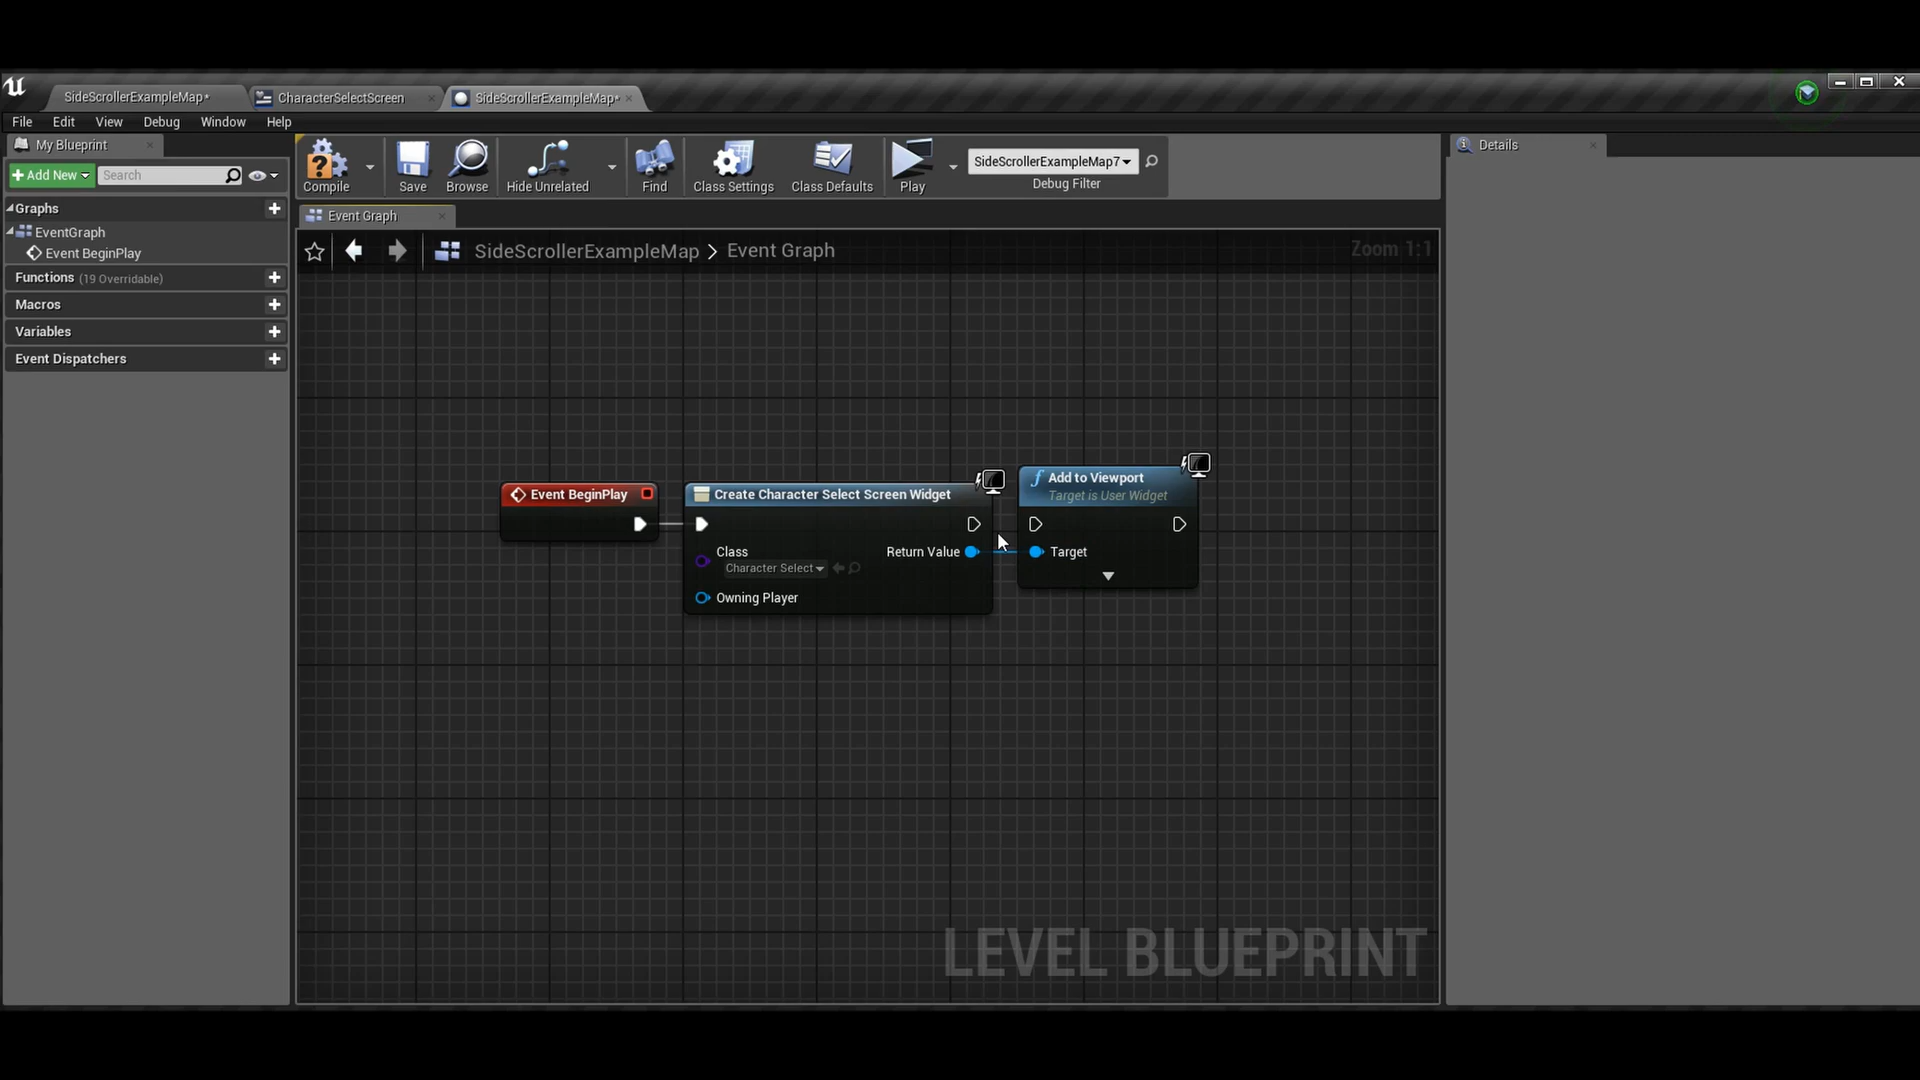 SideScrollerExampleMap*
CharacterSelectScreen
SideScrollerExampleMap*
File Edit View Debug Window Help
My Blueprint
Add New
Search
Graphs
EventGraph
Event BeginPlay
Functions (19 Overridable)
Macros
Variables
Event Dispatchers
Compile
Save
Browse
Hide Unrelated
Find
Class Settings
Class Defaults
Play
SideScrollerExampleMap7
Debug Filter
Details
Event Graph
SideScrollerExampleMap > Event Graph
Zoom 1:1
Event BeginPlay
Create Character Select Screen Widget
Class
Character Select
Return Value
Owning Player
Add to Viewport
Target is User Widget
Target
LEVEL BLUEPRINT